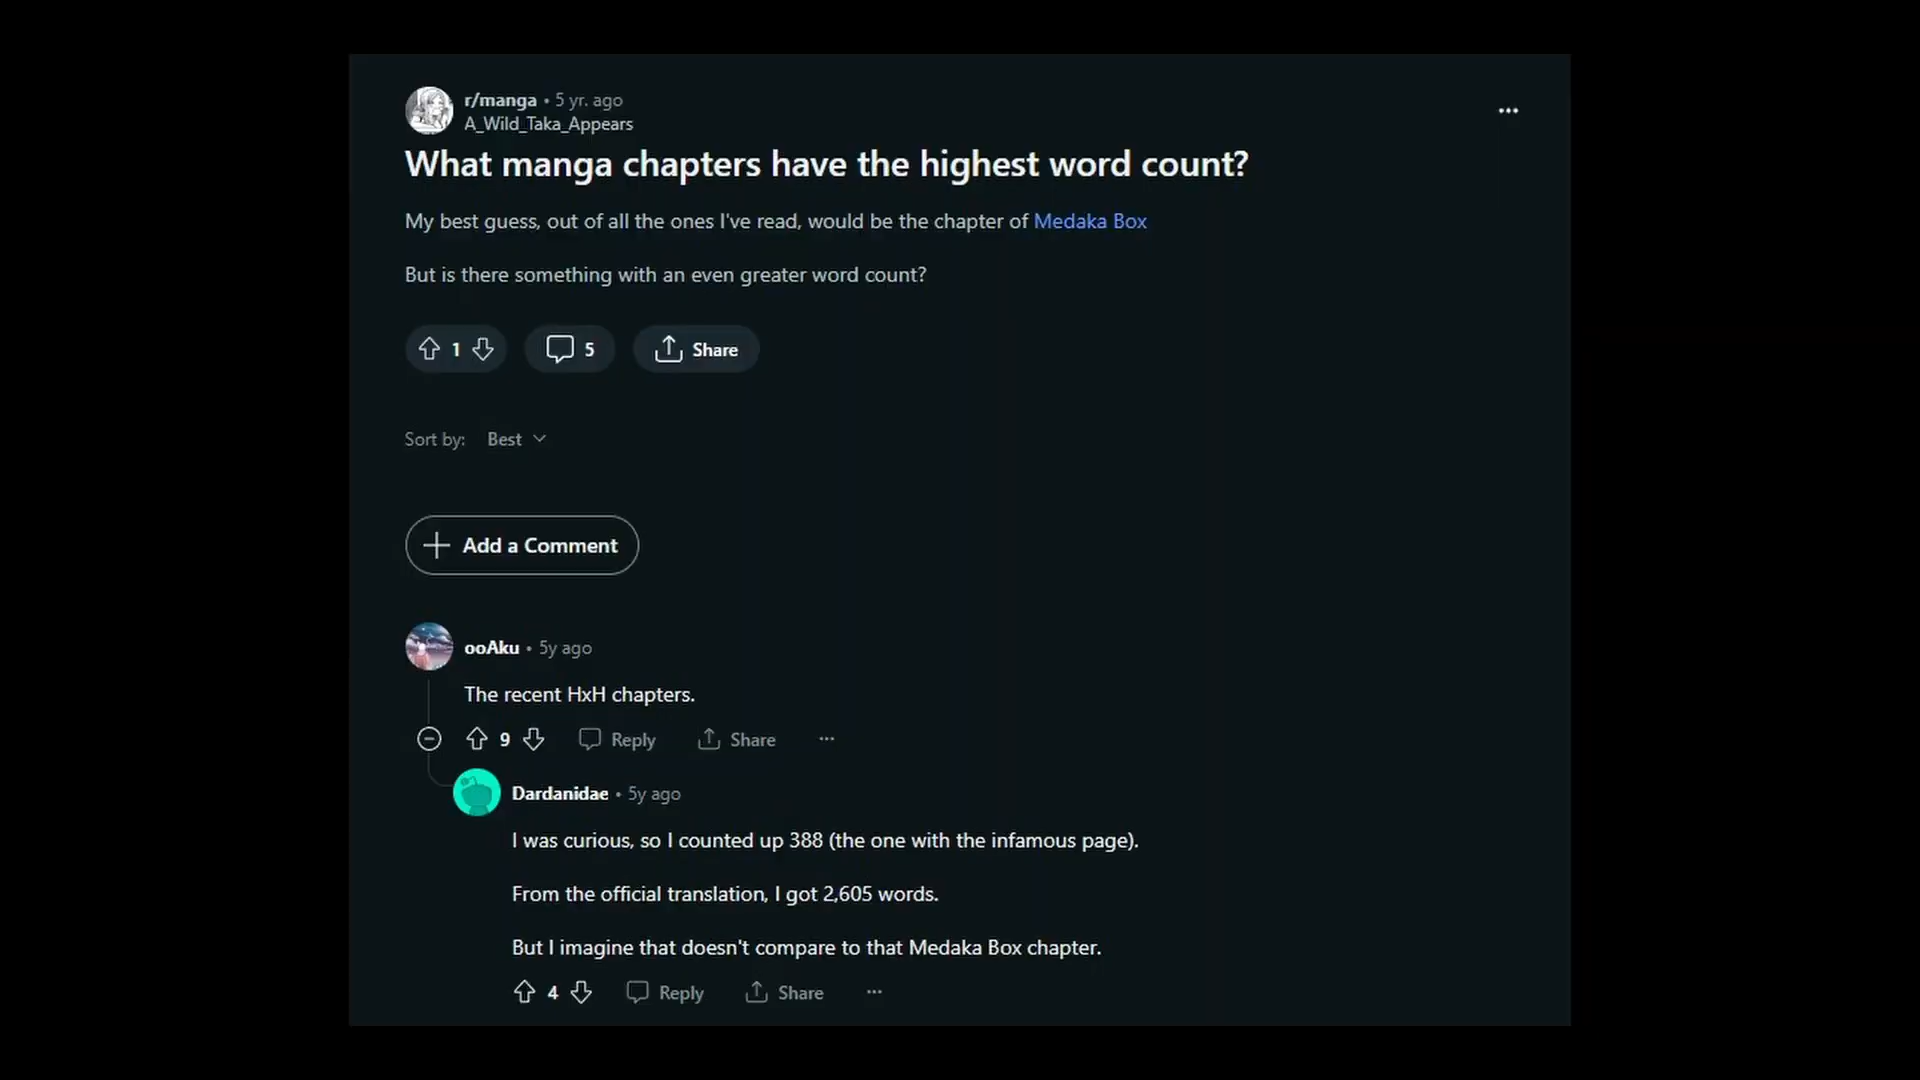 r/manga • 5 yr. ago
A_Wild_Taka_Appears
What manga chapters have the highest word count?
My best guess, out of all the ones I've read, would be the chapter of Medaka Box
But is there something with an even greater word count?
1 5 Share
Sort by: Best
Add a Comment
ooAku • 5y ago
The recent HxH chapters.
9 Reply Share
Dardanidae • 5y ago
I was curious, so I counted up 388 (the one with the infamous page).
From the official translation, I got 2,605 words.
But I imagine that doesn't compare to that Medaka Box chapter.
4 Reply Share